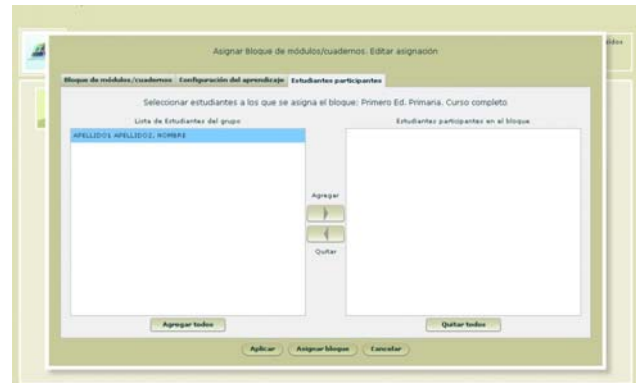 Asignar Bloque de módulos/cuadernos. Editar asignación
Bloque de módulos/cuadernos Configuración del aprendizaje Estudiantes participantes
Seleccionar estudiantes a los que se asigna el bloque: Primero Ed. Primaria. Curso completo
Lista de Estudiantes del grupo Estudiantes participantes en el bloque
APELLIDO1 APELLIDO2, NOMBRE
Agregar
Quitar
Agregar todos Quitar todos
Aplicar Asignar bloque Cancelar